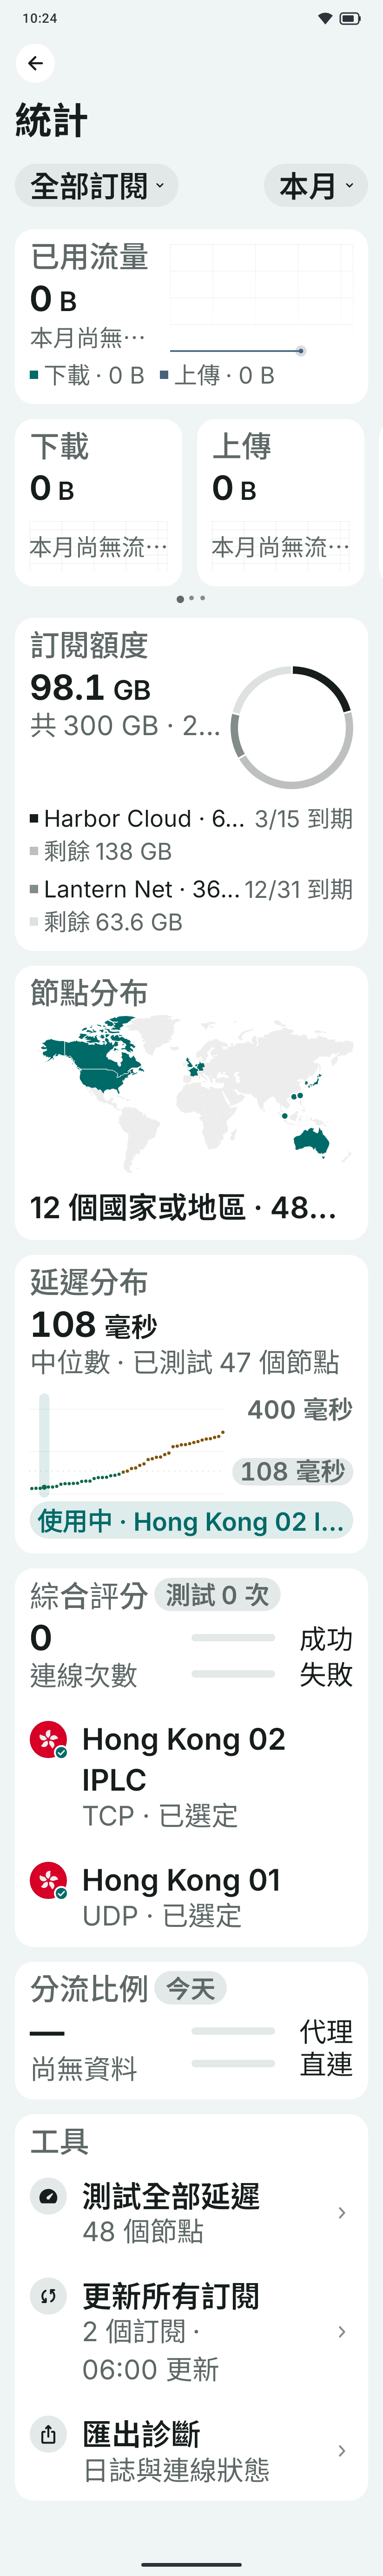 10:24
統計
全部訂閱
本月
已用流量
0 B
本月尚無…
下載 · 0 B
上傳 · 0 B
下載
0 B
本月尚無流…
上傳
0 B
本月尚無流…
訂閱額度
98.1 GB
共 300 GB · 2…
Harbor Cloud · 6… 3/15 到期
剩餘 138 GB
Lantern Net · 36… 12/31 到期
剩餘 63.6 GB
節點分布
12 個國家或地區 · 48…
延遲分布
108 毫秒
中位數 · 已測試 47 個節點
400 毫秒
108 毫秒
使用中 · Hong Kong 02 I…
綜合評分 測試 0 次
0
連線次數
成功
失敗
Hong Kong 02
IPLC
TCP · 已選定
Hong Kong 01
UDP · 已選定
分流比例 今天
—
尚無資料
代理
直連
工具
測試全部延遲
48 個節點
更新所有訂閱
2 個訂閱 ·
06:00 更新
匯出診斷
日誌與連線狀態